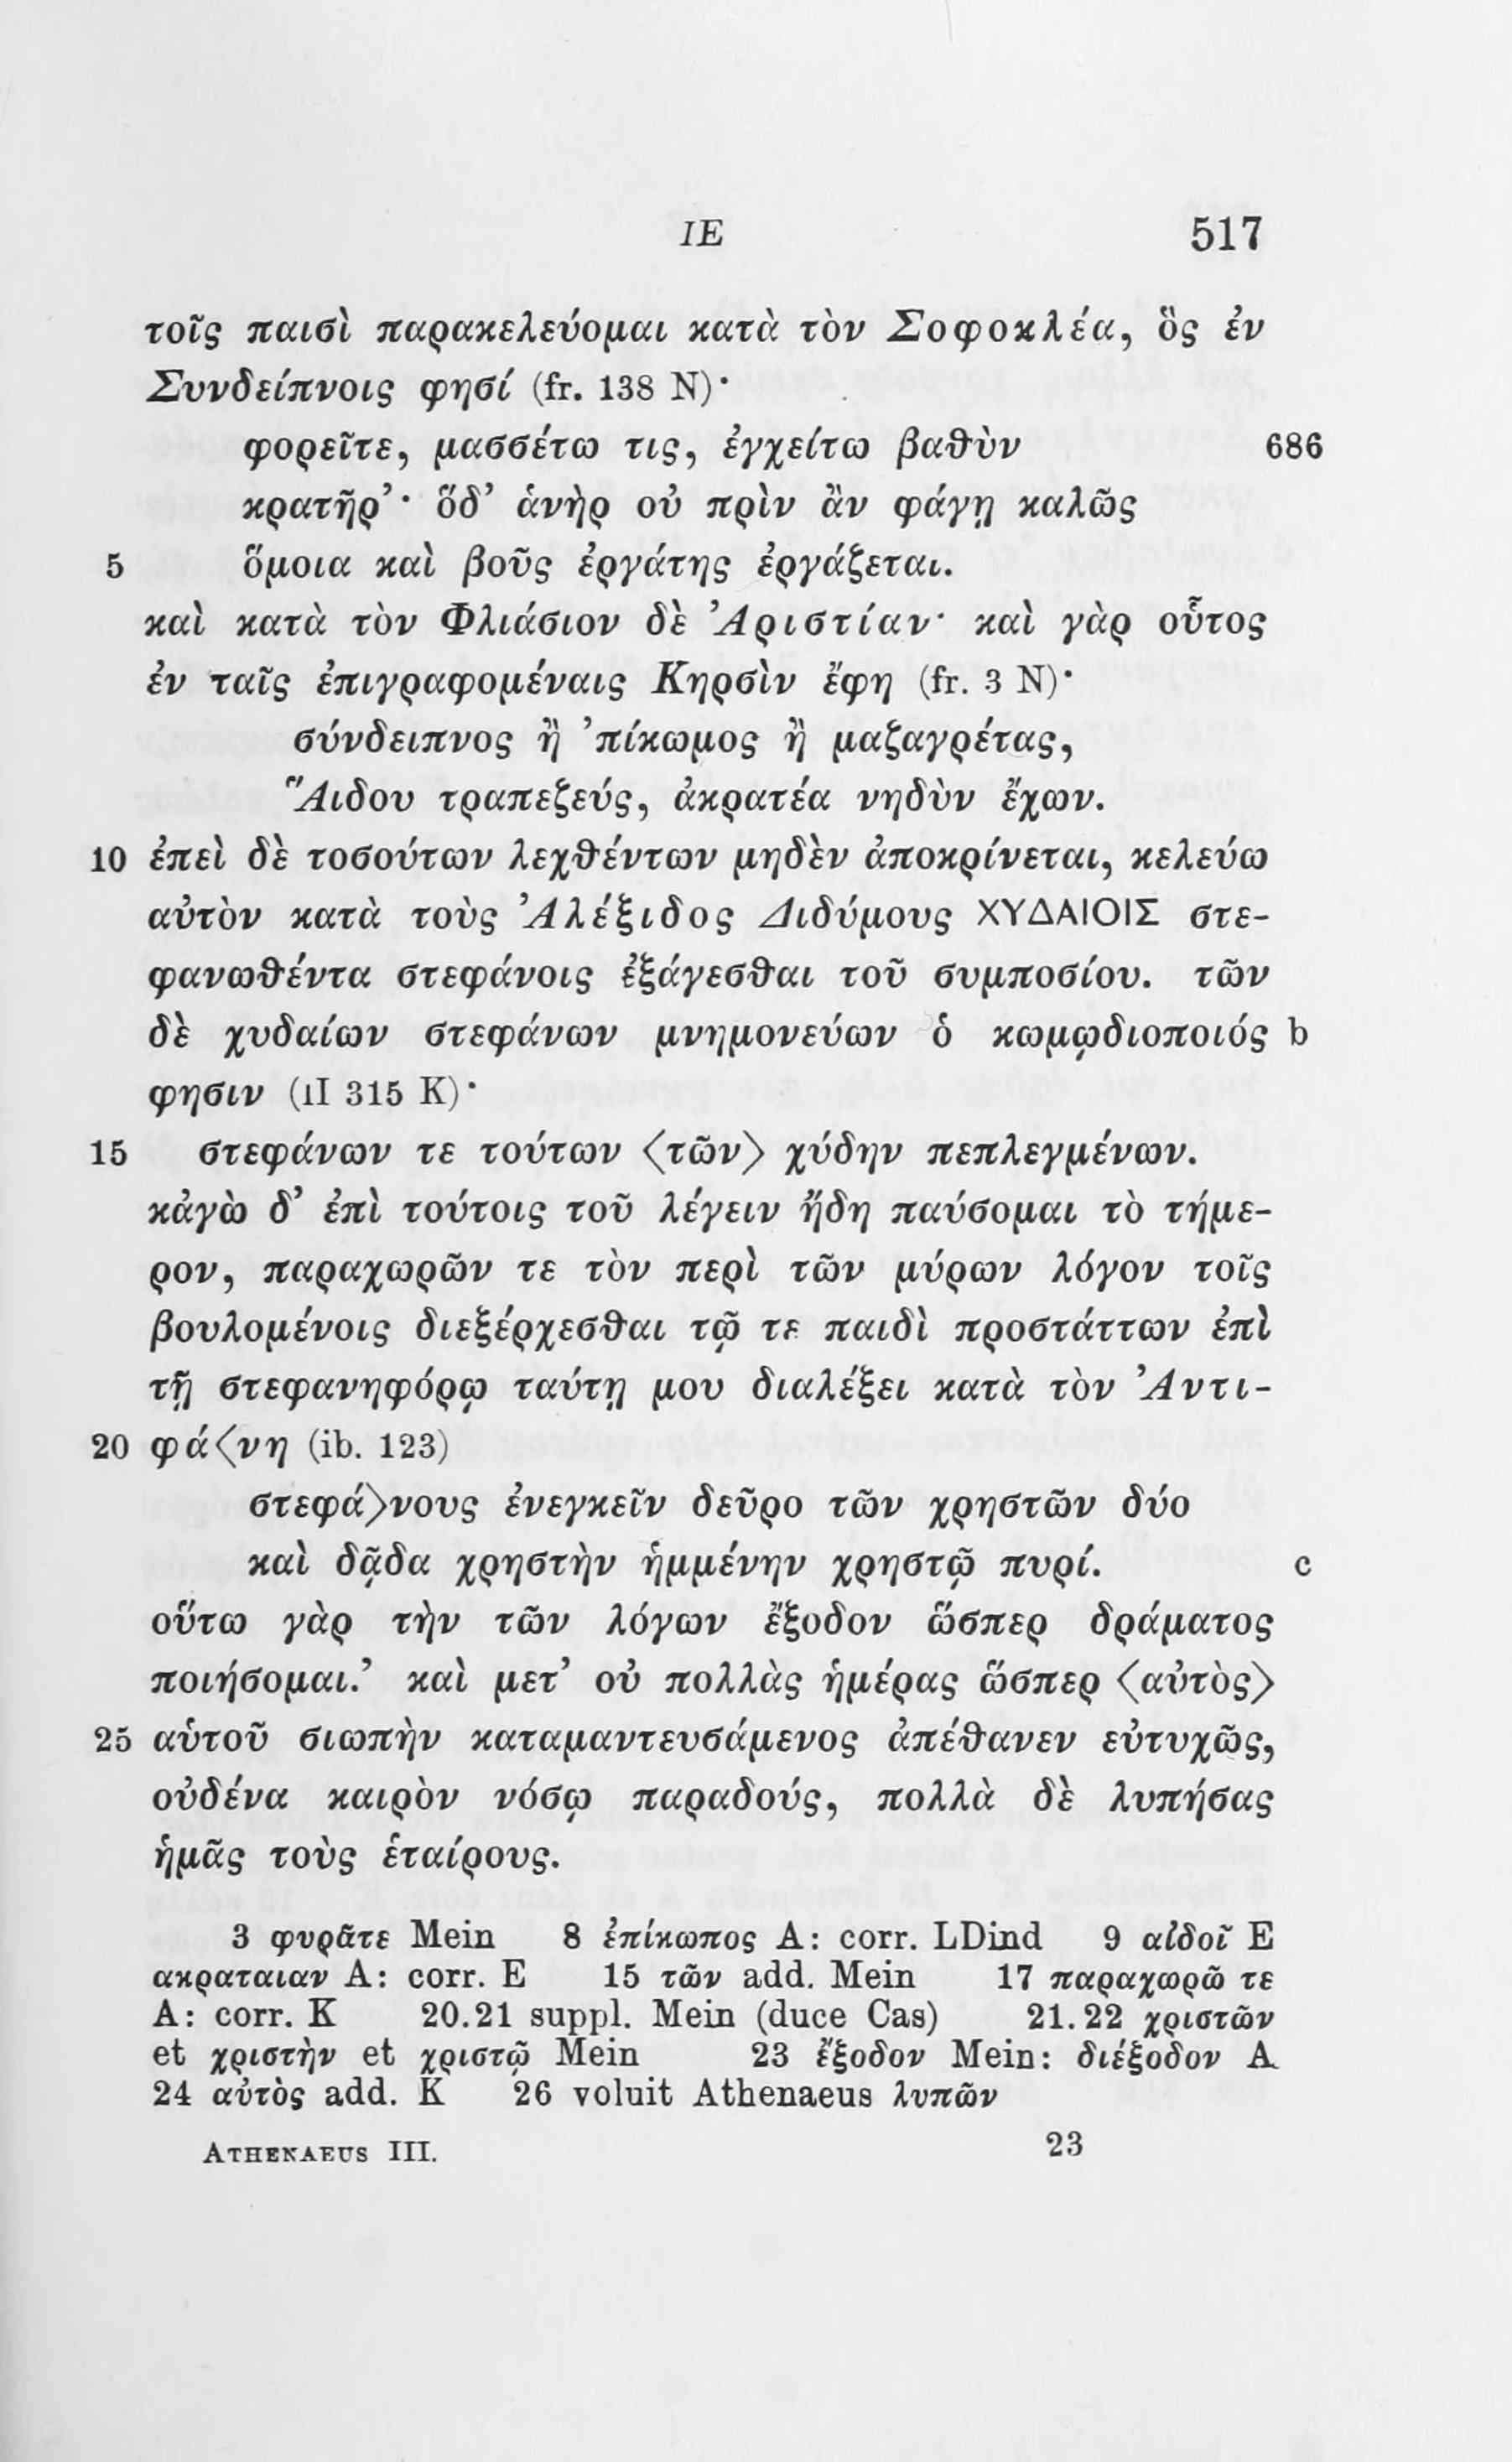 ΙΕ 517
τοῖς παισὶ παρακελεύομαι κατὰ τὸν Σοφοκλέα, ὃς ἐν
Συνδείπνοις φησί (fr. 138 N)·
φορεῖτε, μασσέτω τις, ἐγχείτω βαθὺν 686
κρατῆρ’· ὅδ’ ἁνὴρ οὐ πρὶν ἂν φάγῃ καλῶς
5 ὅμοια καὶ βοῦς ἐργάτης ἐργάζεται.
καὶ κατὰ τὸν Φλιάσιον δὲ Ἀριστίαν· καὶ γὰρ οὗτος
ἐν ταῖς ἐπιγραφομέναις Κηρσὶν ἔφη (fr. 3 N)·
σύνδειπνος ἢ ’πίκωμος ἢ μαζαγρέτας,
Ἅιδου τραπεζεύς, ἀκρατέα νηδὺν ἔχων.
10 ἐπεὶ δὲ τοσούτων λεχθέντων μηδὲν ἀποκρίνεται, κελεύω
αὐτὸν κατὰ τοὺς Ἀλέξιδος Διδύμους ΧΥΔΑΙΟΙΣ στε-
φανωθέντα στεφάνοις ἐξάγεσθαι τοῦ συμποσίου. τῶν
δὲ χυδαίων στεφάνων μνημονεύων ὁ κωμῳδιοποιός b
φησιν (II 315 K)·
15 στεφάνων τε τούτων ⟨τῶν⟩ χύδην πεπλεγμένων.
κἀγὼ δ’ ἐπὶ τούτοις τοῦ λέγειν ἤδη παύσομαι τὸ τήμε-
ρον, παραχωρῶν τε τὸν περὶ τῶν μύρων λόγον τοῖς
βουλομένοις διεξέρχεσθαι τῷ τε παιδὶ προστάττων ἐπὶ
τῇ στεφανηφόρῳ ταύτῃ μου διαλέξει κατὰ τὸν Ἀντι-
20 φά⟨νη (ib. 123)
στεφά⟩νους ἐνεγκεῖν δεῦρο τῶν χρηστῶν δύο
καὶ δᾷδα χρηστὴν ἡμμένην χρηστῷ πυρί. c
οὕτω γὰρ τὴν τῶν λόγων ἔξοδον ὥσπερ δράματος
ποιήσομαι.’ καὶ μετ’ οὐ πολλὰς ἡμέρας ὥσπερ ⟨αὐτὸς⟩
25 αὑτοῦ σιωπὴν καταμαντευσάμενος ἀπέθανεν εὐτυχῶς,
οὐδένα καιρὸν νόσῳ παραδούς, πολλὰ δὲ λυπήσας
ἡμᾶς τοὺς ἑταίρους.
3 φυρᾶτε Mein 8 ἐπίκωπος A: corr. LDind 9 αἰδοῖ E
ακραταιαν A: corr. E 15 τῶν add. Mein 17 παραχωρῶ τε
A: corr. K 20.21 suppl. Mein (duce Cas) 21.22 χριστῶν
et χριστὴν et χριστῷ Mein 23 ἔξοδον Mein: διέξοδον A
24 αὐτὸς add. K 26 voluit Athenaeus λυπῶν
ATHENAEUS III. 23